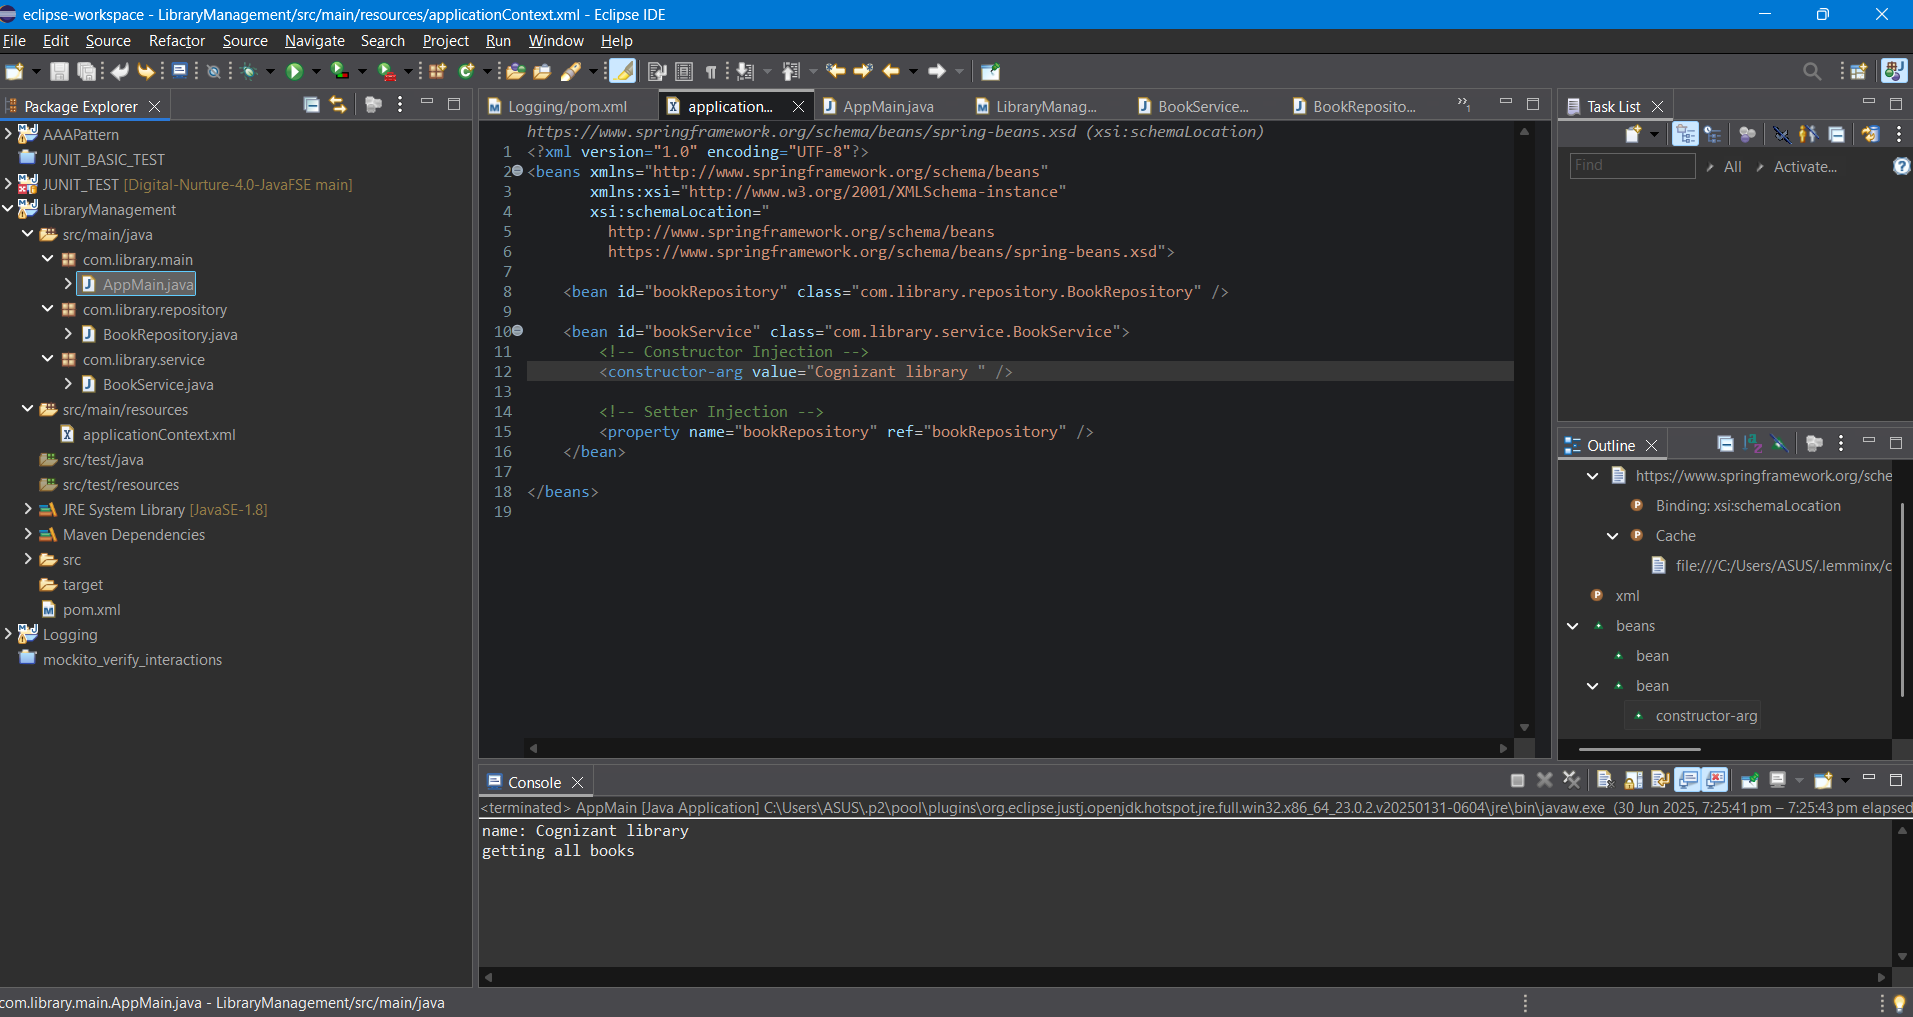 eclipse-workspace - LibraryManagement/src/main/resources/applicationContext.xml - Eclipse IDE
File Edit Source Refactor Source Navigate Search Project Run Window Help
Package Explorer
AAAPattern
JUNIT_BASIC_TEST
JUNIT_TEST [Digital-Nurture-4.0-JavaFSE main]
LibraryManagement
src/main/java
com.library.main
AppMain.java
com.library.repository
BookRepository.java
com.library.service
BookService.java
src/main/resources
applicationContext.xml
src/test/java
src/test/resources
JRE System Library [JavaSE-1.8]
Maven Dependencies
src
target
pom.xml
Logging
mockito_verify_interactions
Logging/pom.xml application... AppMain.java LibraryManag... BookService... BookReposito... »1
https://www.springframework.org/schema/beans/spring-beans.xsd (xsi:schemaLocation)
1 <?xml version="1.0" encoding="UTF-8"?>
2 <beans xmlns="http://www.springframework.org/schema/beans"
3 xmlns:xsi="http://www.w3.org/2001/XMLSchema-instance"
4 xsi:schemaLocation="
5 http://www.springframework.org/schema/beans
6 https://www.springframework.org/schema/beans/spring-beans.xsd">
7
8 <bean id="bookRepository" class="com.library.repository.BookRepository" />
9
10 <bean id="bookService" class="com.library.service.BookService">
11 <!-- Constructor Injection -->
12 <constructor-arg value="Cognizant library " />
13
14 <!-- Setter Injection -->
15 <property name="bookRepository" ref="bookRepository" />
16 </bean>
17
18 </beans>
19
Task List
Find All Activate...
Outline
https://www.springframework.org/sche
Binding: xsi:schemaLocation
Cache
file:///C:/Users/ASUS/.lemminx/c
xml
beans
bean
bean
constructor-arg
Console
<terminated> AppMain [Java Application] C:\Users\ASUS\.p2\pool\plugins\org.eclipse.justj.openjdk.hotspot.jre.full.win32.x86_64_23.0.2.v20250131-0604\jre\bin\javaw.exe (30 Jun 2025, 7:25:41 pm – 7:25:43 pm elapsed
name: Cognizant library
getting all books
com.library.main.AppMain.java - LibraryManagement/src/main/java